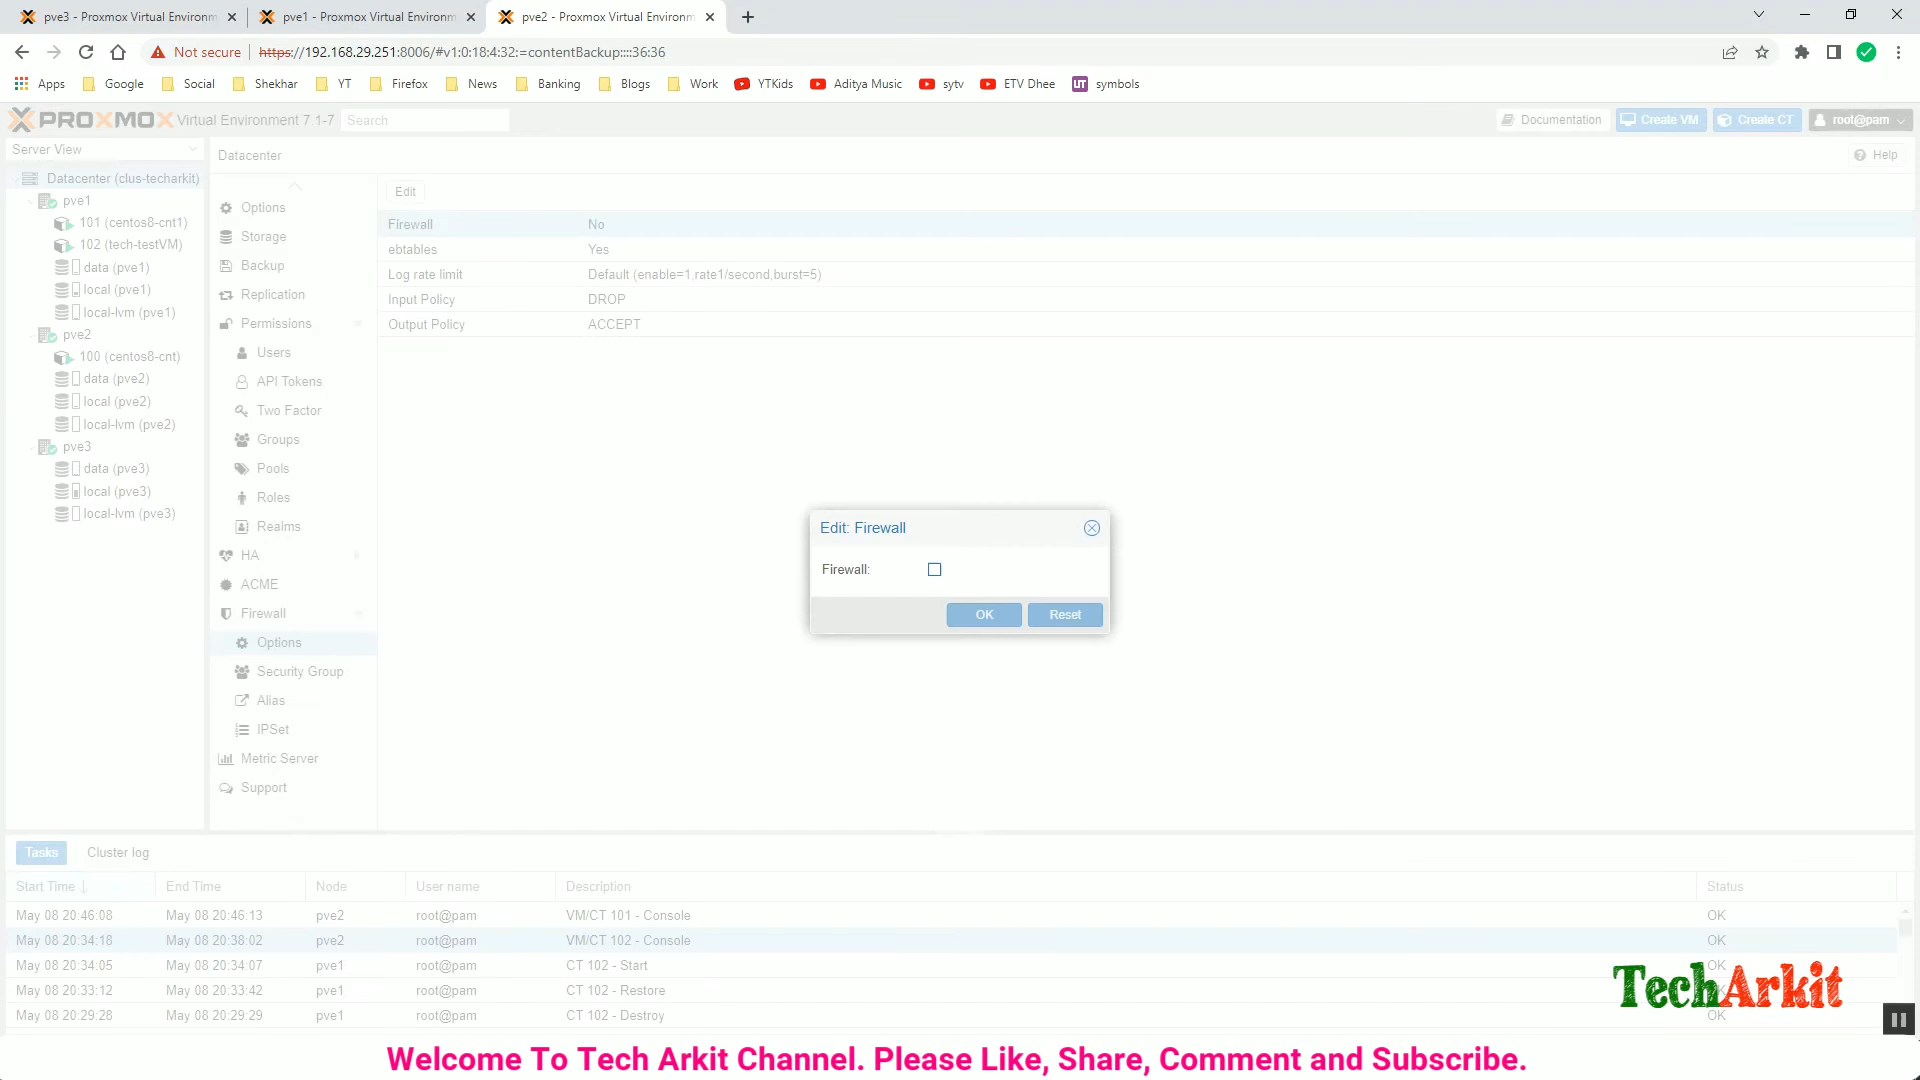 pve3 - Proxmox Virtual Environm
pve1 - Proxmox Virtual Environm
pve2 - Proxmox Virtual Environm
Not secure
https://192.168.29.251:8006/#v1:0:18:4:32:=contentBackup::::36:36
Apps Google Social Shekhar YT Firefox News Banking Blogs Work YTKids Aditya Music sytv ETV Dhee UT symbols
PROXMOX Virtual Environment 7.1-7 Search
Documentation Create VM Create CT root@pam
Server View
Datacenter (clus-techarkit)
pve1
101 (centos8-cnt1)
102 (tech-testVM)
data (pve1)
local (pve1)
local-lvm (pve1)
pve2
100 (centos8-cnt)
data (pve2)
local (pve2)
local-lvm (pve2)
pve3
data (pve3)
local (pve3)
local-lvm (pve3)
Datacenter
Help
Options
Storage
Backup
Replication
Permissions
Users
API Tokens
Two Factor
Groups
Pools
Roles
Realms
HA
ACME
Firewall
Options
Security Group
Alias
IPSet
Metric Server
Support
Edit
Firewall No
ebtables Yes
Log rate limit Default (enable=1,rate1/second,burst=5)
Input Policy DROP
Output Policy ACCEPT
Edit: Firewall
Firewall:
OK Reset
Tasks Cluster log
Start Time End Time Node User name Description Status
May 08 20:46:08 May 08 20:46:13 pve2 root@pam VM/CT 101 - Console OK
May 08 20:34:18 May 08 20:38:02 pve2 root@pam VM/CT 102 - Console OK
May 08 20:34:05 May 08 20:34:07 pve1 root@pam CT 102 - Start OK
May 08 20:33:12 May 08 20:33:42 pve1 root@pam CT 102 - Restore
May 08 20:29:28 May 08 20:29:29 pve1 root@pam CT 102 - Destroy OK
TechArkit
Welcome To Tech Arkit Channel. Please Like, Share, Comment and Subscribe.